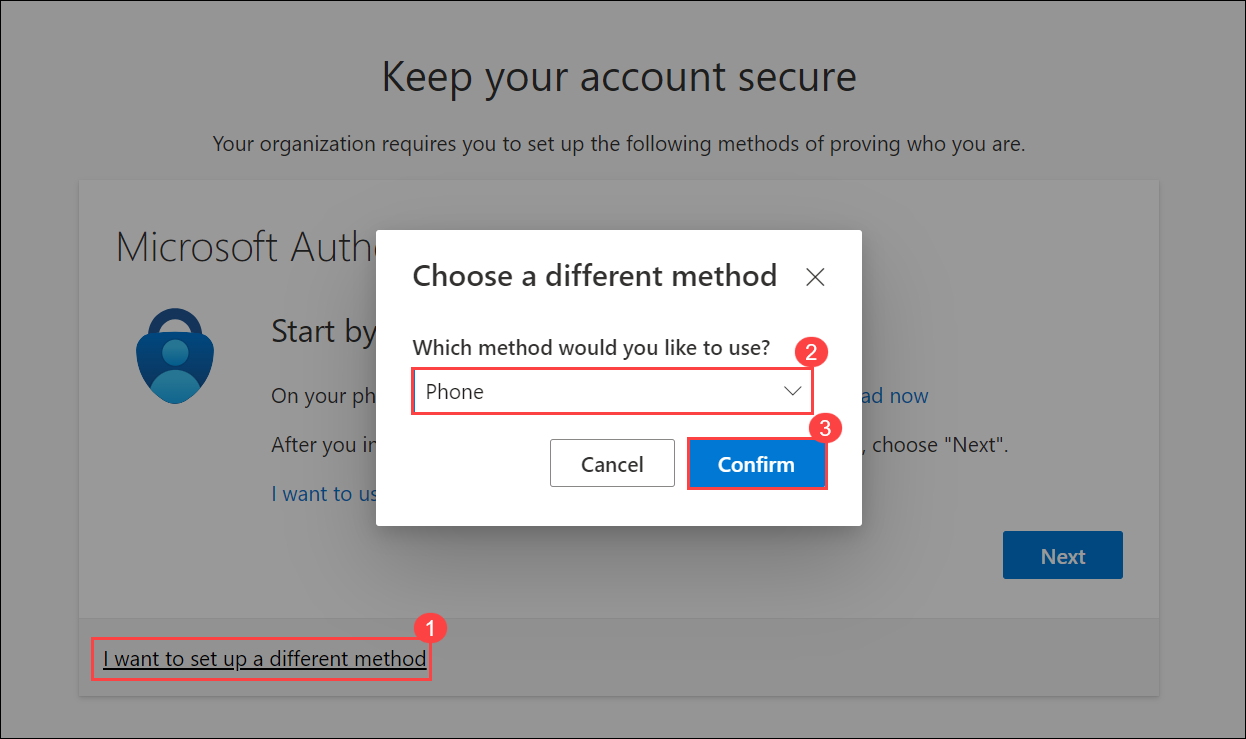 Keep your account secure
Your organization requires you to set up the following methods of proving who you are.
Microsoft Auth
Choose a different method
Start by
Which method would you like to use?
2
On your ph
Phone
ad now
3
After you in
, choose "Next".
Cancel
Confirm
I want to us
Next
1
I want to set up a different method